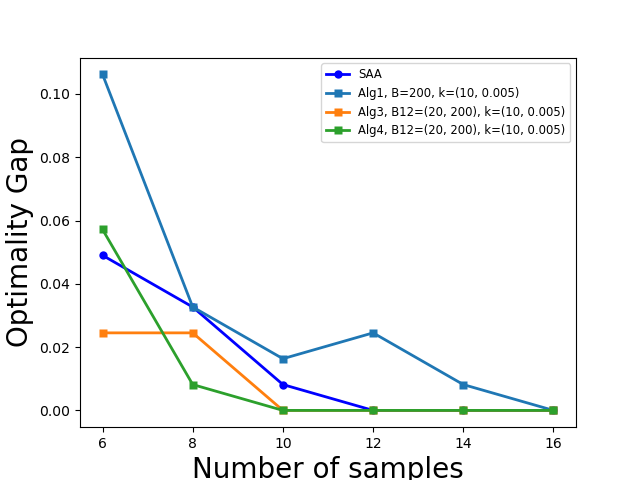 SAA
Alg1, B=200, k=(10, 0.005)
Alg3, B12=(20, 200), k=(10, 0.005)
Alg4, B12=(20, 200), k=(10, 0.005)
Optimality Gap
0.10
0.08
0.06
0.04
0.02
0.00
6 8 10 12 14 16
Number of samples